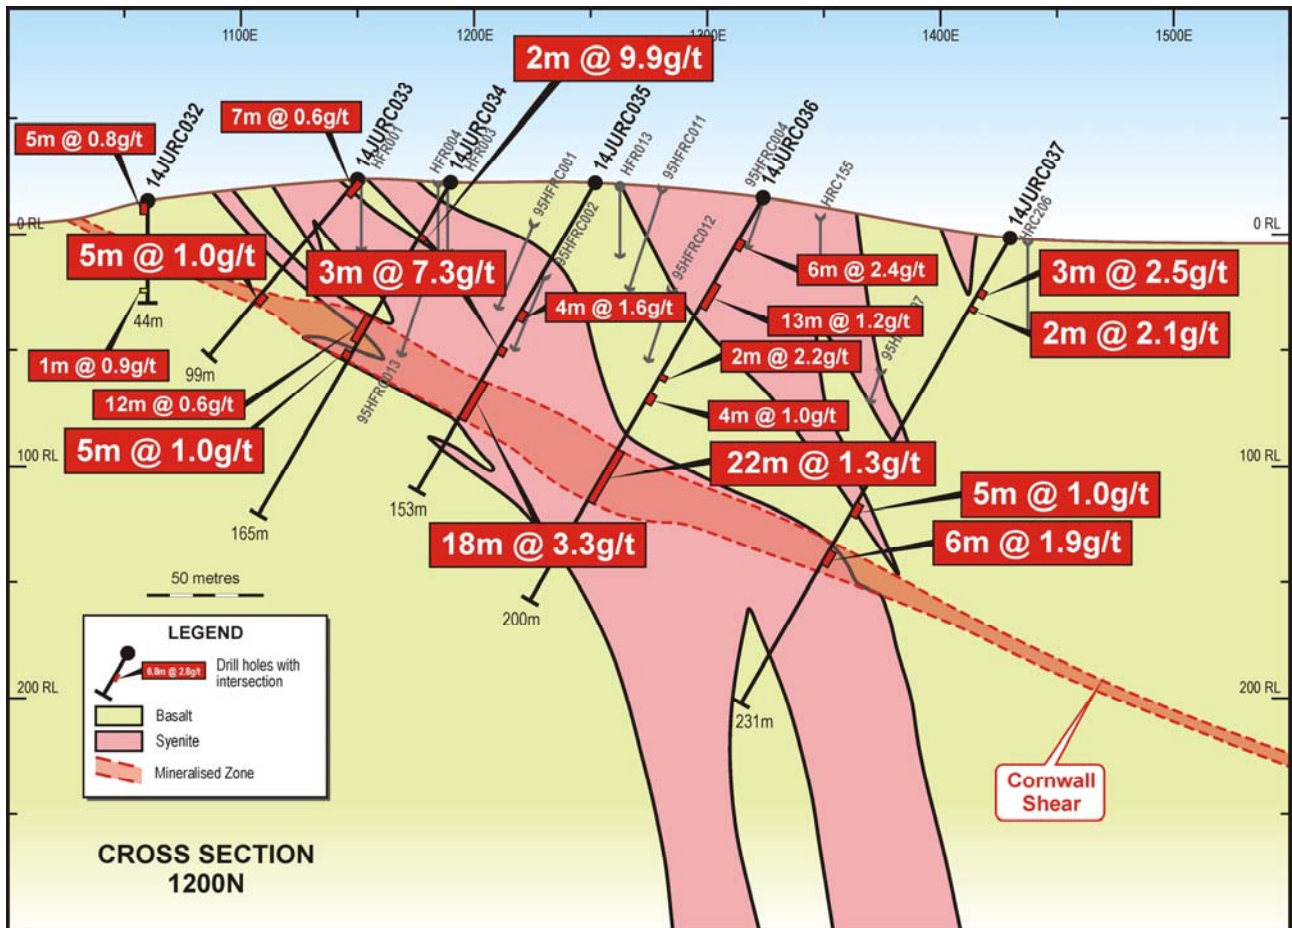 1100E
1200E
1300E
1400E
1500E
2m @ 9.9g/t
7m @ 0.6g/t
5m @ 0.8g/t
14JURC032
14JURC033
HFR001
HFR004
14JURC034
HFR003
95HFRC001
95HFRC002
14JURC035
HFR013
95HFRC011
95HFRC012
95HFRC004
14JURC036
HRC155
14JURC037
HRC206
0 RL
0 RL
5m @ 1.0g/t
3m @ 7.3g/t
6m @ 2.4g/t
3m @ 2.5g/t
4m @ 1.6g/t
13m @ 1.2g/t
2m @ 2.1g/t
44m
1m @ 0.9g/t
99m
2m @ 2.2g/t
12m @ 0.6g/t
95HFRC013
4m @ 1.0g/t
5m @ 1.0g/t
22m @ 1.3g/t
100 RL
100 RL
5m @ 1.0g/t
153m
165m
18m @ 3.3g/t
6m @ 1.9g/t
50 metres
200m
LEGEND
6.8m @ 2.8g/t
Drill holes with
intersection
Basalt
Syenite
Mineralised Zone
200 RL
200 RL
231m
Cornwall
Shear
CROSS SECTION
1200N